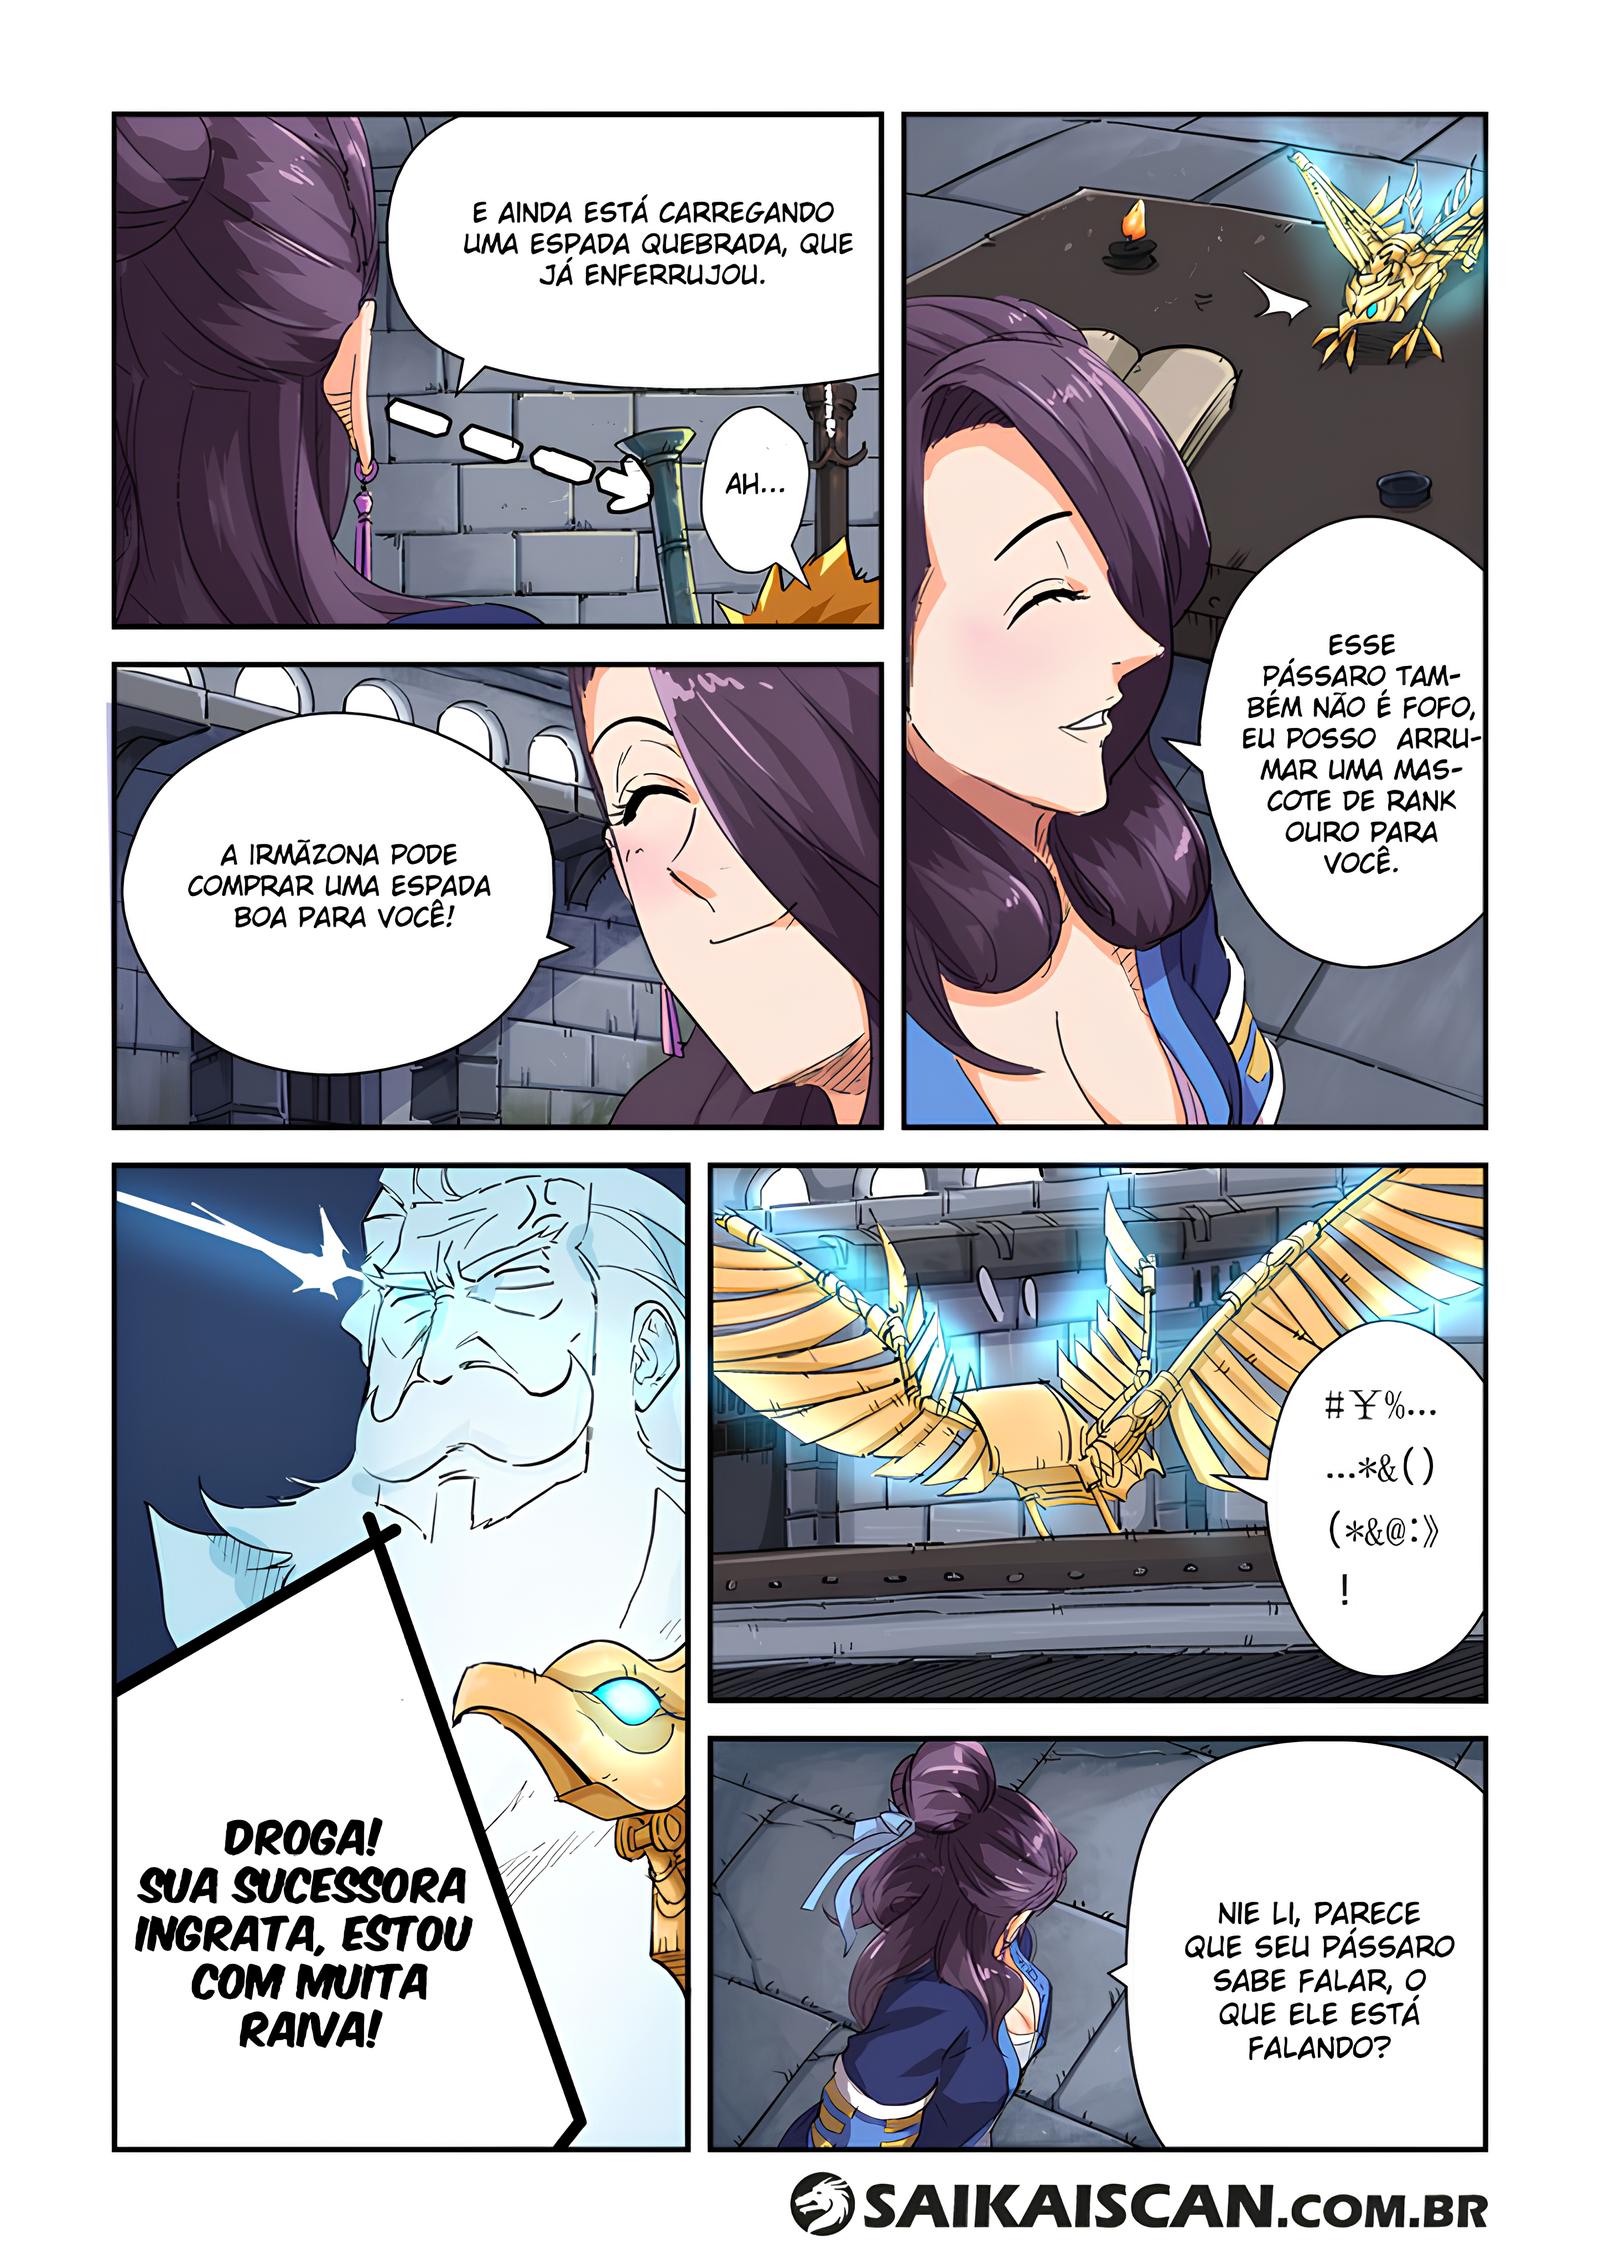 E AINDA ESTÁ CARREGANDO
UMA ESPADA QUEBRADA, QUE
JÁ ENFERRUJOU.
AH...
A IRMÃZONA PODE
COMPRAR UMA ESPADA
BOA PARA VOCÊ!
ESSE
PÁSSARO TAM-
BÉM NÃO É FOFO,
EU POSSO ARRU-
MAR UMA MAS-
COTE DE RANK
OURO PARA
VOCÊ.
DROGA!
SUA SUCESSORA
INGRATA, ESTOU
COM MUITA
RAIVA!
#¥%...
...*&()
(*&@:》
!
NIE LI, PARECE
QUE SEU PÁSSARO
SABE FALAR, O
QUE ELE ESTÁ
FALANDO?
SAIKAISCAN.COM.BR